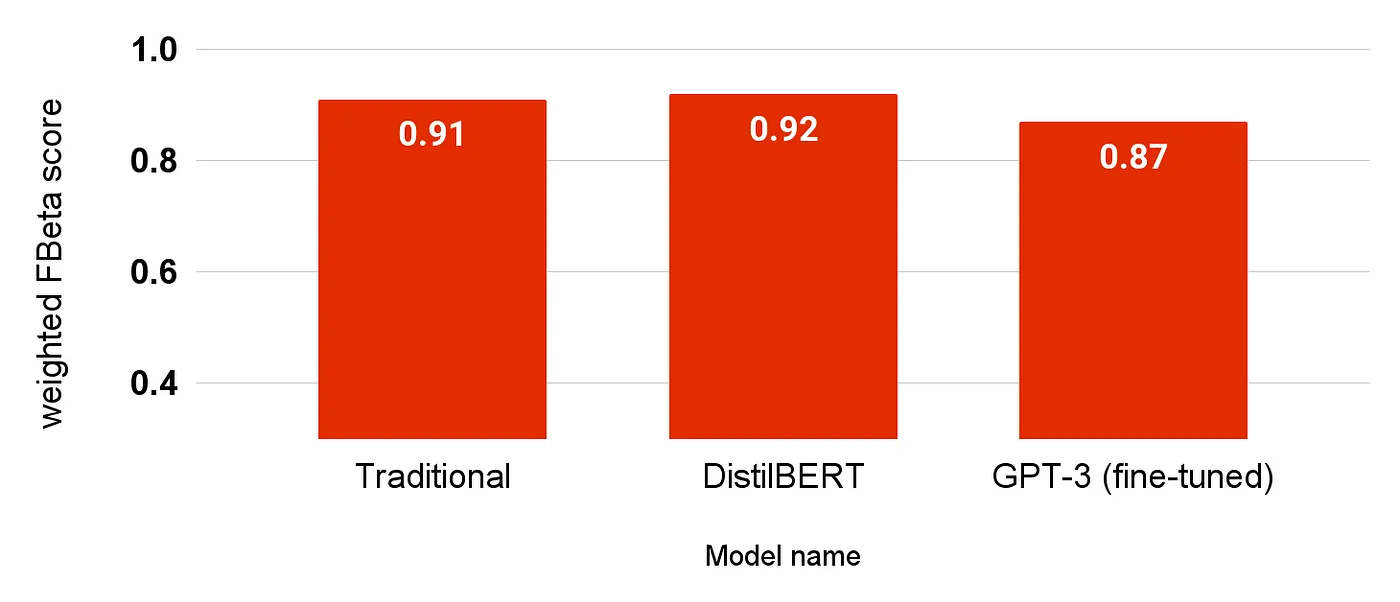 weighted FBeta score
1.0
0.8
0.6
0.4
0.91
0.92
0.87
Traditional
DistilBERT
GPT-3 (fine-tuned)
Model name